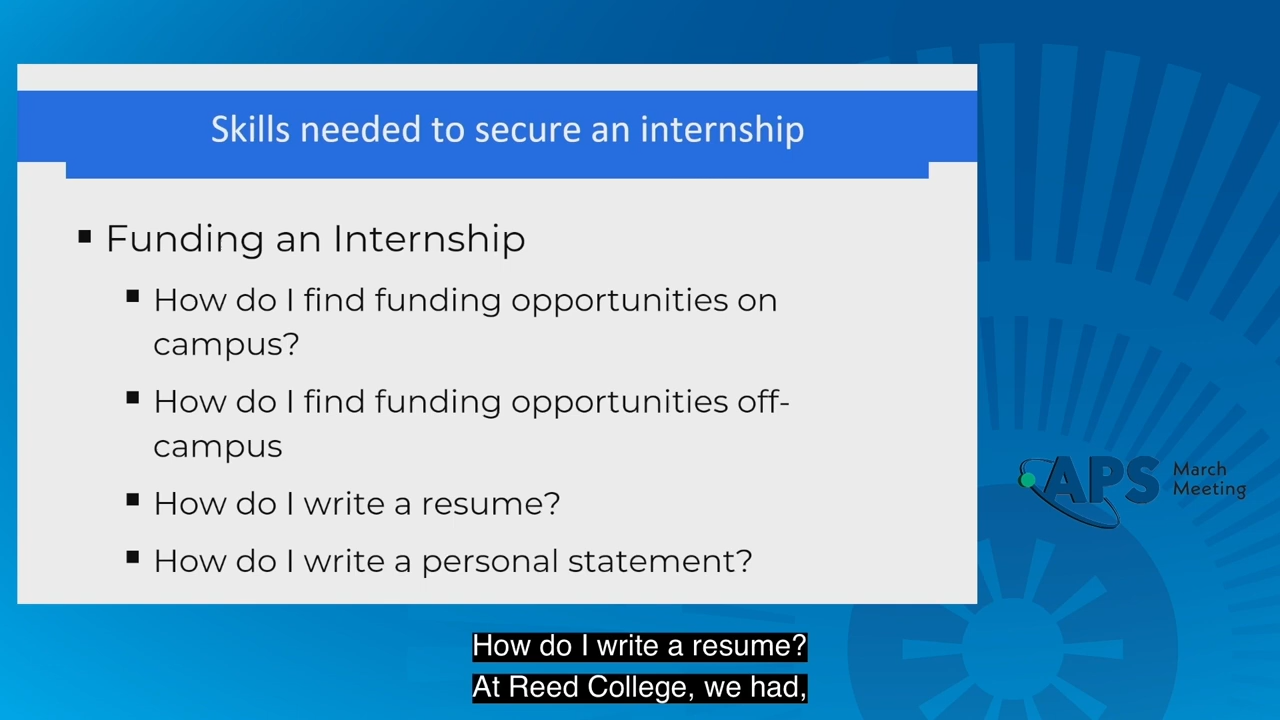 Skills needed to secure an internship
▪ Funding an Internship
▪ How do I find funding opportunities on
campus?
▪ How do I find funding opportunities off-
campus
▪ How do I write a resume?
▪ How do I write a personal statement?
APS March
Meeting
How do I write a resume?
At Reed College, we had,